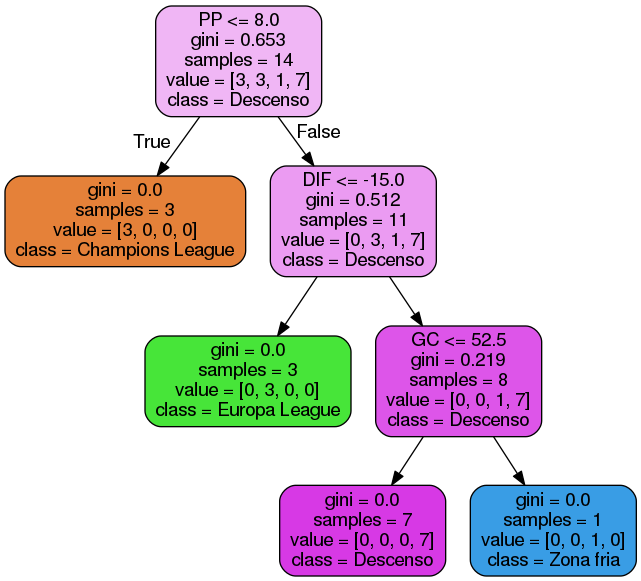 PP <= 8.0
gini = 0.653
samples = 14
value = [3, 3, 1, 7]
class = Descenso
True
False
gini = 0.0
samples = 3
value = [3, 0, 0, 0]
class = Champions League
DIF <= -15.0
gini = 0.512
samples = 11
value = [0, 3, 1, 7]
class = Descenso
gini = 0.0
samples = 3
value = [0, 3, 0, 0]
class = Europa League
GC <= 52.5
gini = 0.219
samples = 8
value = [0, 0, 1, 7]
class = Descenso
gini = 0.0
samples = 7
value = [0, 0, 0, 7]
class = Descenso
gini = 0.0
samples = 1
value = [0, 0, 1, 0]
class = Zona fria